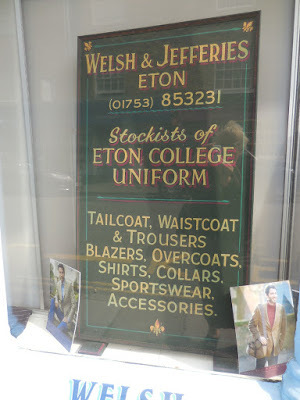 WELSH & JEFFERIES
ETON
(01753) 853231
Stockists of
ETON COLLEGE
UNIFORM
TAILCOAT, WAISTCOAT
& TROUSERS
BLAZERS, OVERCOATS,
SHIRTS, COLLARS,
SPORTSWEAR,
ACCESSORIES.
WELSH